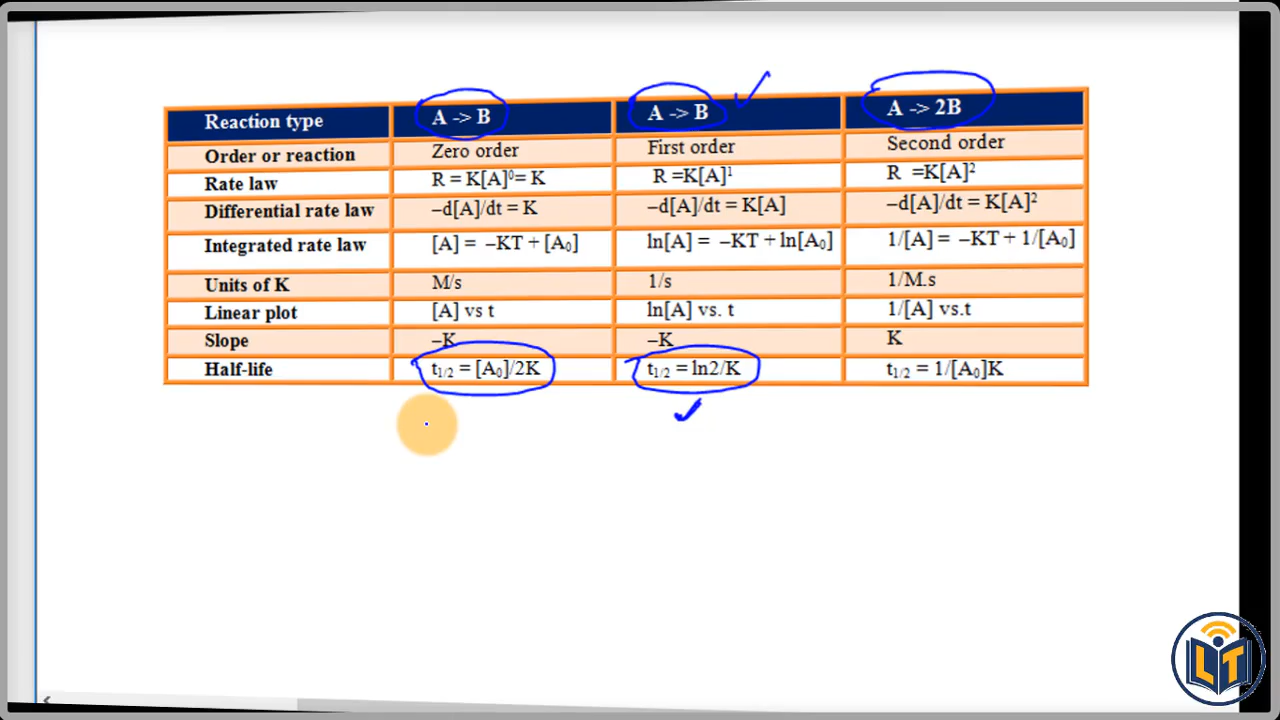 Reaction type A -> B A -> B A -> 2B
Order or reaction Zero order First order Second order
Rate law R = K[A]⁰= K R =K[A]¹ R =K[A]²
Differential rate law –d[A]/dt = K –d[A]/dt = K[A] –d[A]/dt = K[A]²
Integrated rate law [A] = –KT + [A₀] ln[A] = –KT + ln[A₀] 1/[A] = –KT + 1/[A₀]
Units of K M/s 1/s 1/M.s
Linear plot [A] vs t ln[A] vs. t 1/[A] vs.t
Slope –K –K K
Half-life t₁/₂ = [A₀]/2K t₁/₂ = ln2/K t₁/₂ = 1/[A₀]K
LT